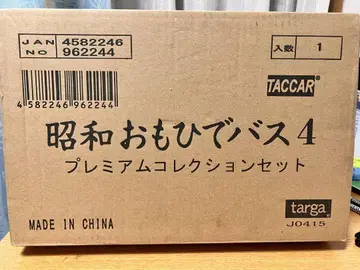 JAN 4582246
NO 962244
入数 1
4 582246 962244
TACCAR®
昭和おもひでバス4
プレミアムコレクションセット
MADE IN CHINA
targa®
J0415